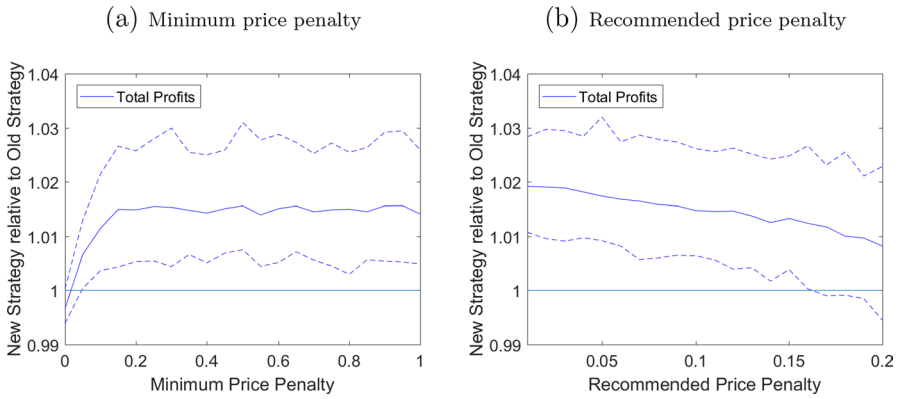 (a) Minimum price penalty
New Strategy relative to Old Strategy
1.04
1.03
1.02
1.01
1
0.99
Total Profits
0
0.2
0.4
0.6
0.8
1
Minimum Price Penalty
(b) Recommended price penalty
New Strategy relative to Old Strategy
1.04
1.03
1.02
1.01
1
0.99
Total Profits
0.05
0.1
0.15
0.2
Recommended Price Penalty